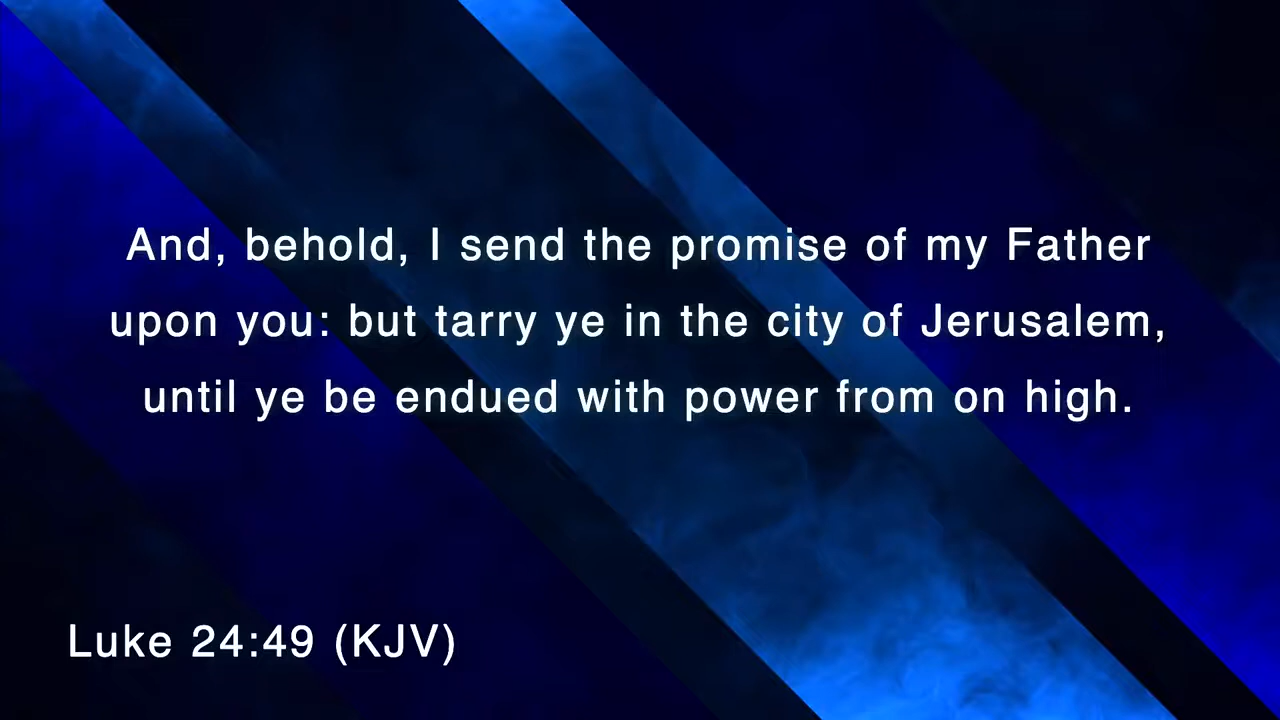 And, behold, I send the promise of my Father
upon you: but tarry ye in the city of Jerusalem,
until ye be endued with power from on high.
Luke 24:49 (KJV)